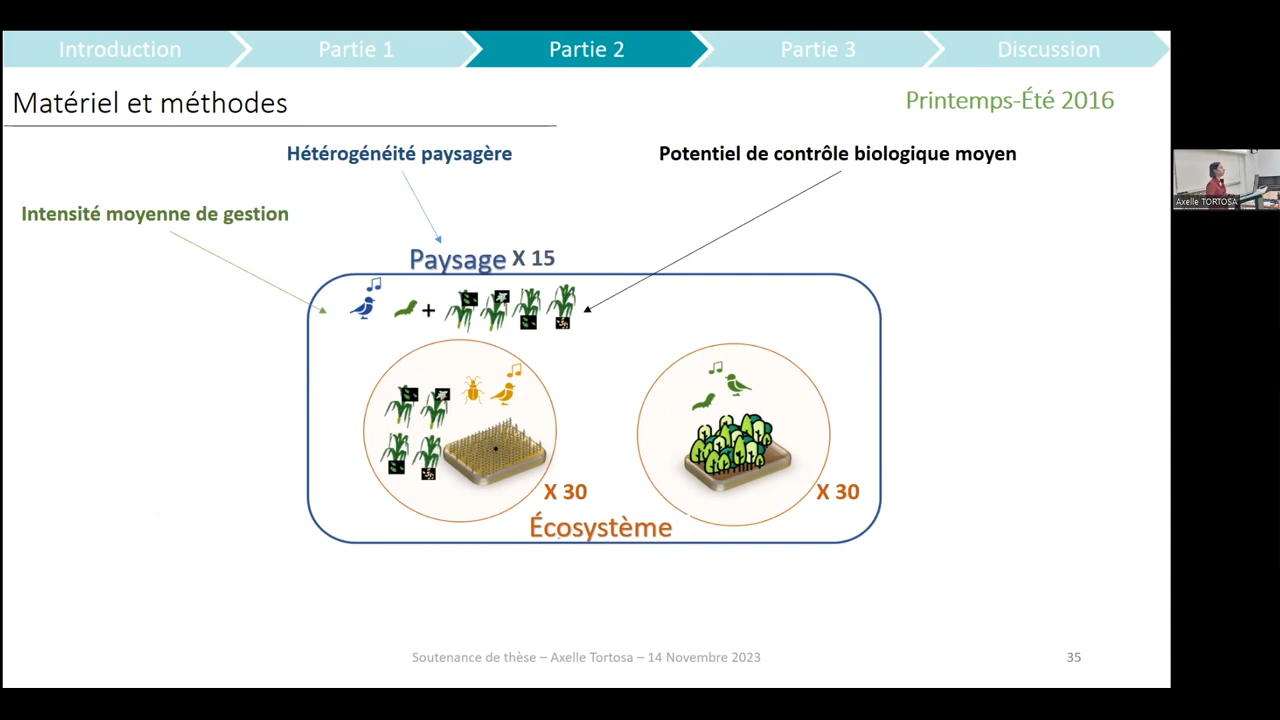 Introduction
Partie 1
Partie 2
Partie 3
Discussion
Matériel et méthodes
Printemps-Été 2016
Hétérogénéité paysagère
Potentiel de contrôle biologique moyen
Axelle TORTOSA
Intensité moyenne de gestion
Paysage X 15
+
X 30
X 30
Écosystème
Soutenance de thèse – Axelle Tortosa – 14 Novembre 2023
35